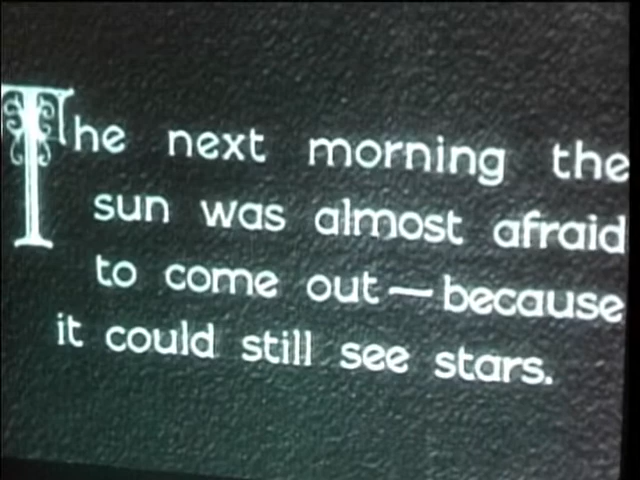 The next morning the
sun was almost afraid
to come out — because
it could still see stars.